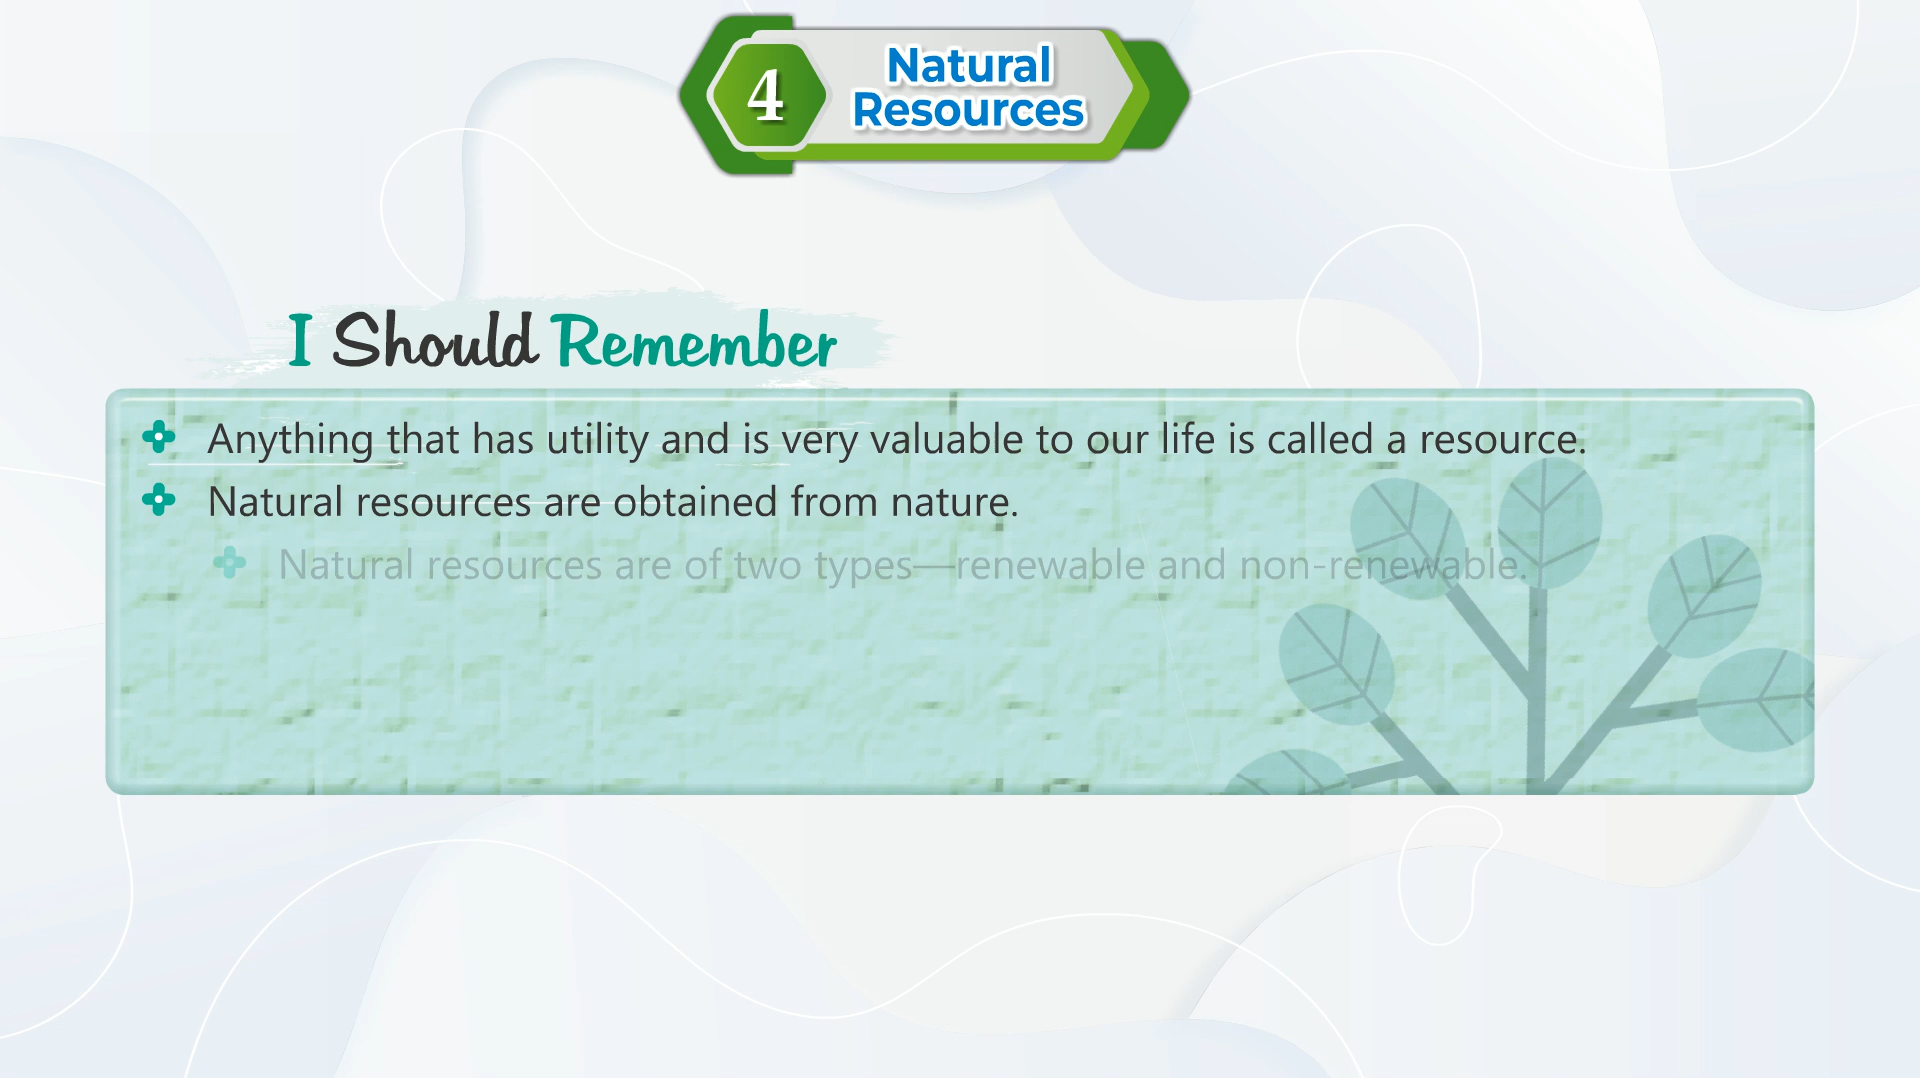 4
Natural
Resources
I Should Remember
Anything that has utility and is very valuable to our life is called a resource.
Natural resources are obtained from nature.
Natural resources are of two types—renewable and non-renewable.